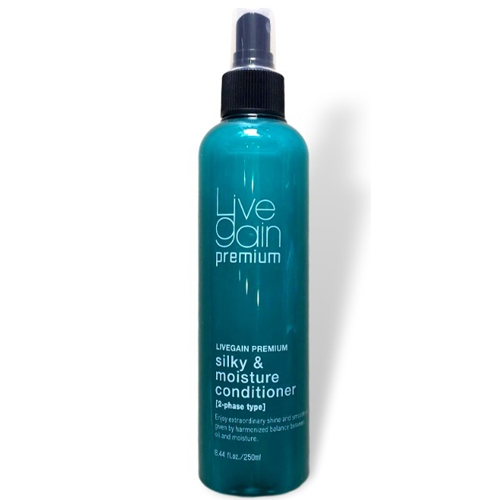 Live
gain
premium
LIVEGAIN PREMIUM
silky &
moisture
conditioner
[2-phase type]
Enjoy extraordinary shine and
given by harmonized balance between
oil and moisture.
8.44 fl.oz./250ml